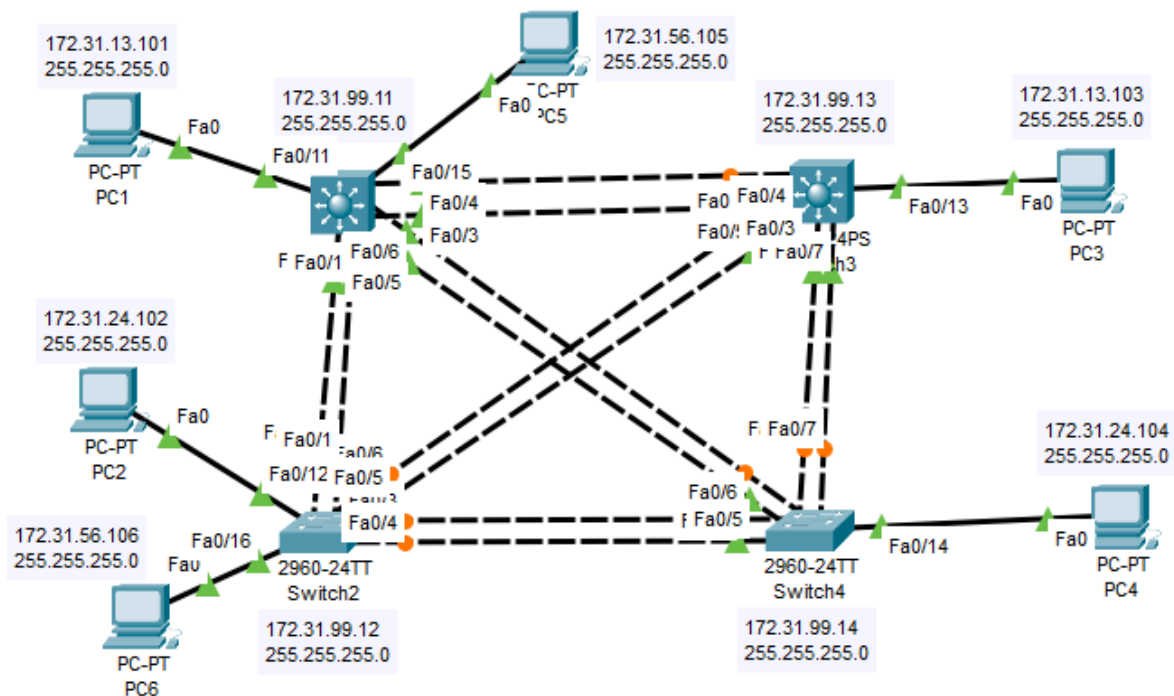 172.31.13.101
255.255.255.0
PC-PT
PC1
Fa0
Fa0/11
172.31.99.11
255.255.255.0
172.31.56.105
255.255.255.0
PC5
Fa0
172.31.99.13
255.255.255.0
172.31.13.103
255.255.255.0
PC-PT
PC3
Fa0
Fa0/13
Fa0/15
Fa0/4
Fa0/3
Fa0/6
Fa0/1
Fa0/5
Fa0
Fa0/4
Fa0/3
Fa0/7
4PS
172.31.24.102
255.255.255.0
PC-PT
PC2
Fa0
Fa0/12
Fa0/1
Fa0/5
Fa0/4
Fa0/7
Fa0/6
Fa0/5
172.31.24.104
255.255.255.0
PC-PT
PC4
Fa0
Fa0/14
172.31.56.106
255.255.255.0
Fa0/16
PC-PT
PC6
2960-24TT
Switch2
172.31.99.12
255.255.255.0
2960-24TT
Switch4
172.31.99.14
255.255.255.0